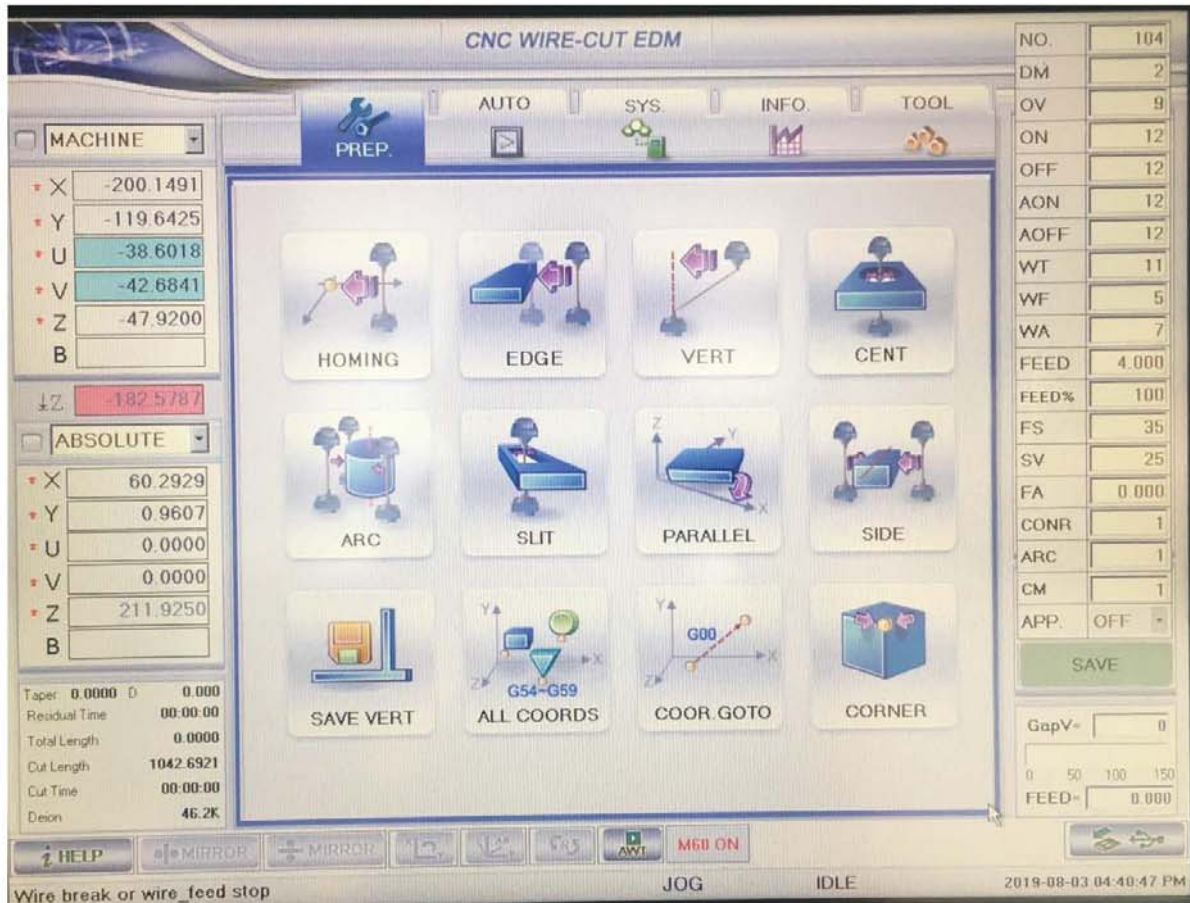 CNC WIRE-CUT EDM
PREP.
AUTO
SYS.
INFO.
TOOL
MACHINE
X -200.1491
Y -119.6425
U -38.6018
V -42.6841
Z -47.9200
B
Z -182.5787
ABSOLUTE
X 60.2929
Y 0.9607
U 0.0000
V 0.0000
Z 211.9250
B
Taper 0.0000 D 0.000
Residual Time 00:00:00
Total Length 0.0000
Cut Length 1042.6921
Cut Time 00:00:00
Deion 46.2K
HOMING
EDGE
VERT
CENT
ARC
SLIT
Z Y X
PARALLEL
SIDE
SAVE VERT
Y X Z
G54~G59
ALL COORDS
Y X Z
G00
COOR.GOTO
CORNER
NO. 104
DM 2
OV 9
ON 12
OFF 12
AON 12
AOFF 12
WT 11
WF 5
WA 7
FEED 4.000
FEED% 100
FS 35
SV 25
FA 0.000
CONR 1
ARC 1
CM 1
APP. OFF
SAVE
GapV= 0
0 50 100 150
FEED= 0.000
i HELP
MIRROR
MIRROR
AWT
M60 ON
Wire break or wire_feed stop
JOG
IDLE
2019-08-03 04:40:47 PM